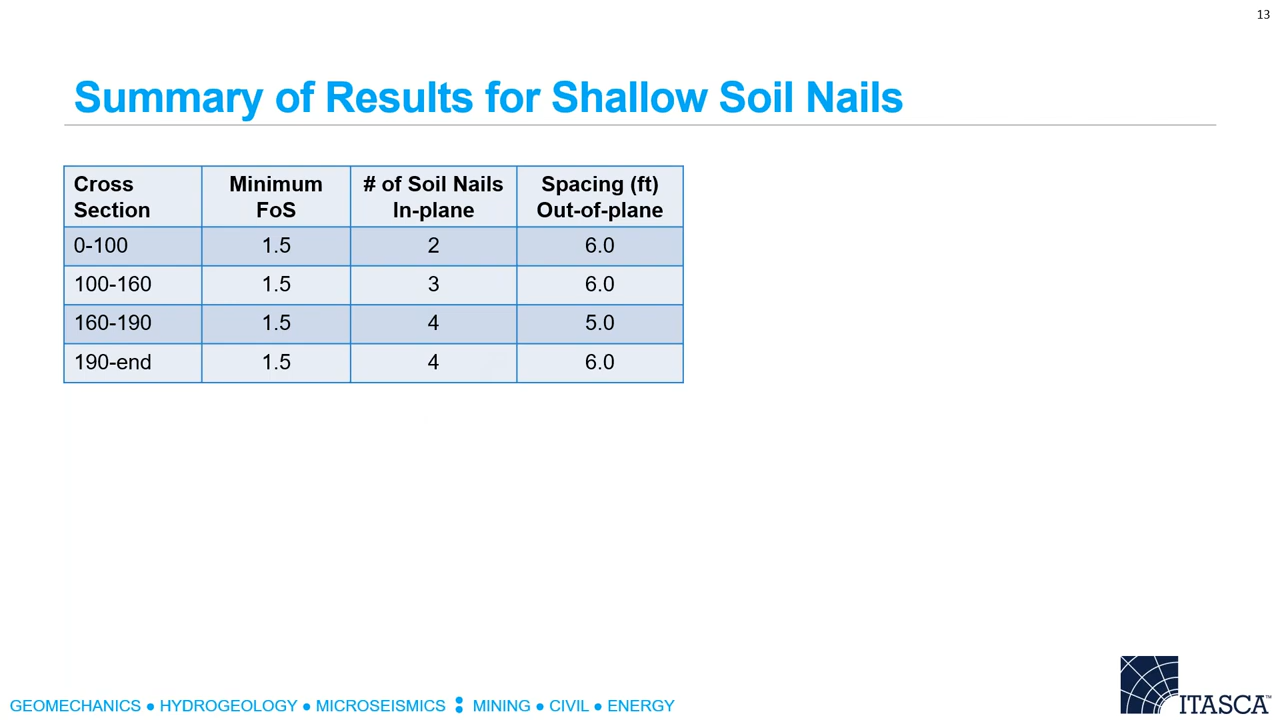 13
Summary of Results for Shallow Soil Nails
Cross Section Minimum FoS # of Soil Nails In-plane Spacing (ft) Out-of-plane
0-100 1.5 2 6.0
100-160 1.5 3 6.0
160-190 1.5 4 5.0
190-end 1.5 4 6.0
GEOMECHANICS ● HYDROGEOLOGY ● MICROSEISMICS : MINING ● CIVIL ● ENERGY
ITASCA™